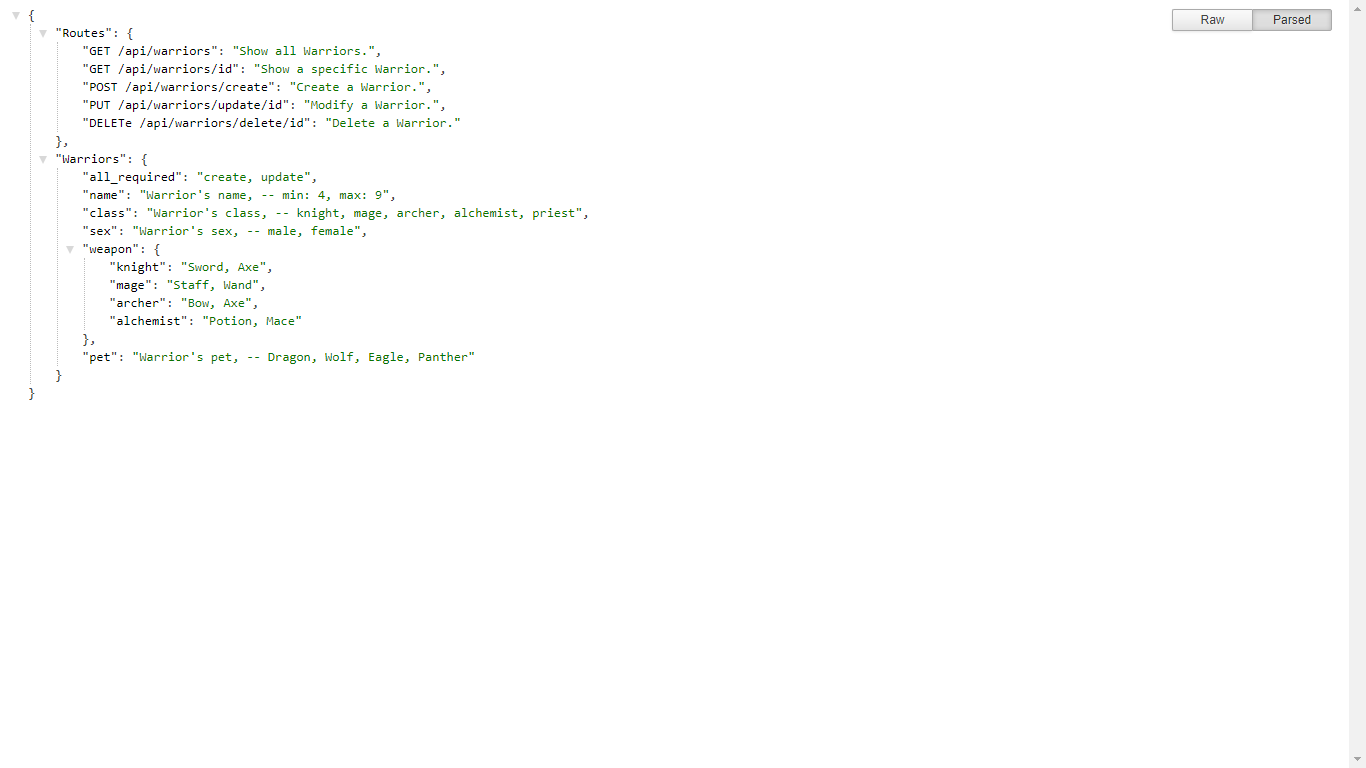 {
"Routes": {
"GET /api/warriors": "Show all Warriors.",
"GET /api/warriors/id": "Show a specific Warrior.",
"POST /api/warriors/create": "Create a Warrior.",
"PUT /api/warriors/update/id": "Modify a Warrior.",
"DELETe /api/warriors/delete/id": "Delete a Warrior."
},
"Warriors": {
"all_required": "create, update",
"name": "Warrior's name, -- min: 4, max: 9",
"class": "Warrior's class, -- knight, mage, archer, alchemist, priest",
"sex": "Warrior's sex, -- male, female",
"weapon": {
"knight": "Sword, Axe",
"mage": "Staff, Wand",
"archer": "Bow, Axe",
"alchemist": "Potion, Mace"
},
"pet": "Warrior's pet, -- Dragon, Wolf, Eagle, Panther"
}
}
Raw Parsed